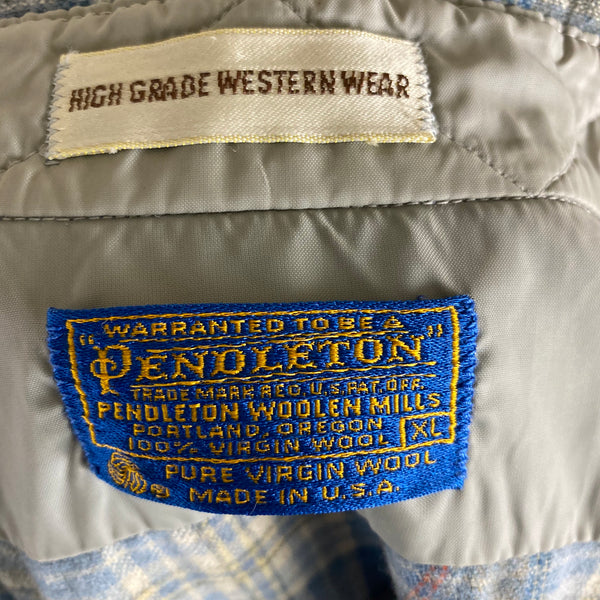 HIGH GRADE WESTERN WEAR
WARRANTED TO BE A
"PENDLETON"
TRADE MARK REG. U.S. PAT. OFF.
PENDLETON WOOLEN MILLS
PORTLAND, OREGON
100% VIRGIN WOOL XL
PURE VIRGIN WOOL
® MADE IN U.S.A.